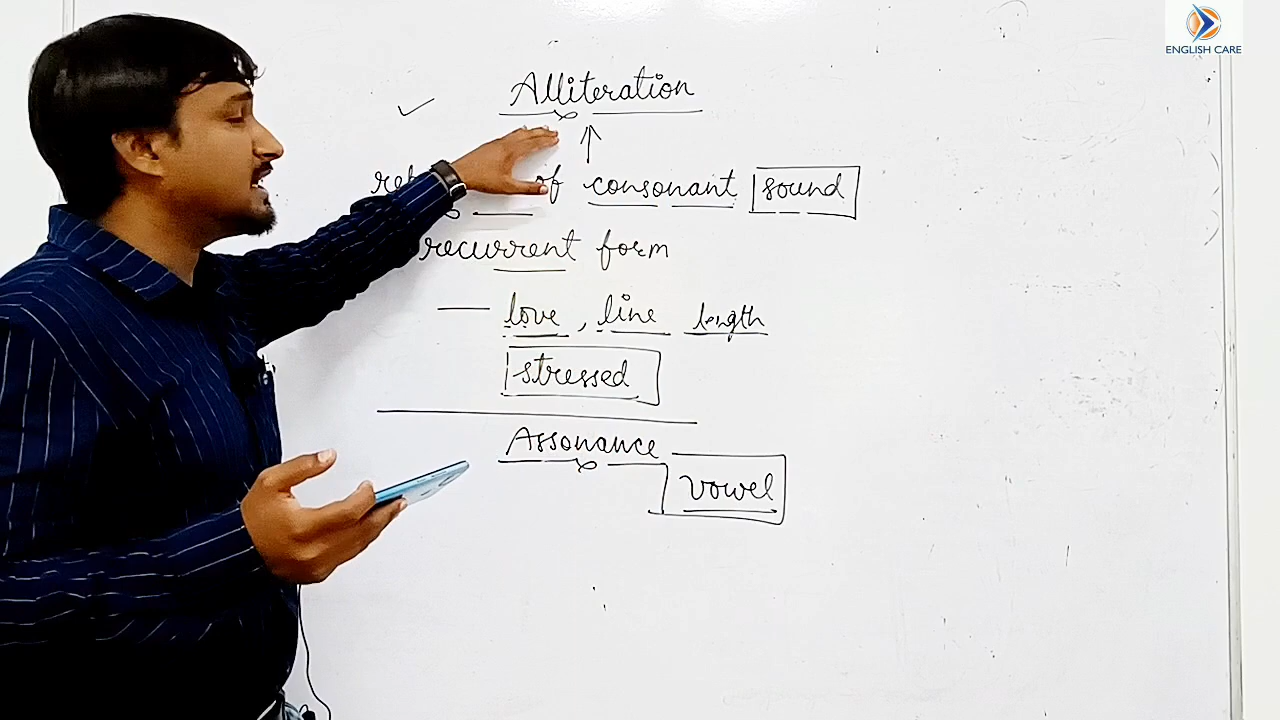 ENGLISH CARE
Alliteration
of consonant sound
recurrent form
— love, line length
stressed
Assonance
vowel